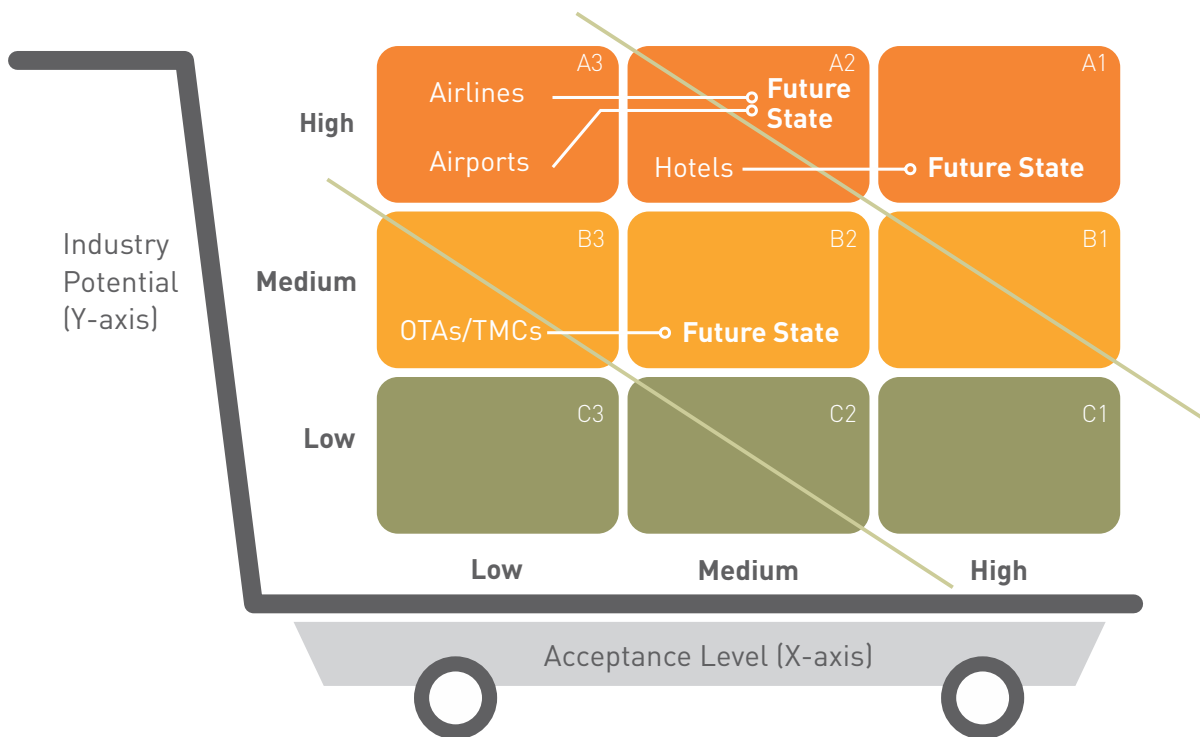 A3
A2
A1
Airlines
Future
State
High
Airports
Hotels
Future State
Industry
Potential
(Y-axis)
B3
B2
B1
Medium
OTAs/TMCs
Future State
C3
C2
C1
Low
Low
Medium
High
Acceptance Level (X-axis)